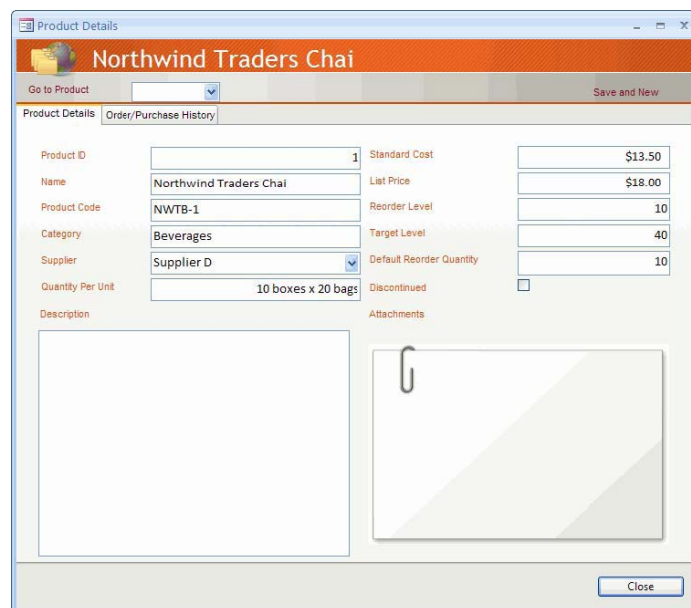 Product Details
Northwind Traders Chai
Go to Product
Save and New
Product Details
Order/Purchase History
Product ID 1
Name Northwind Traders Chai
Product Code NWTB-1
Category Beverages
Supplier Supplier D
Quantity Per Unit 10 boxes x 20 bags
Description
Standard Cost $13.50
List Price $18.00
Reorder Level 10
Target Level 40
Default Reorder Quantity 10
Discontinued
Attachments
Close